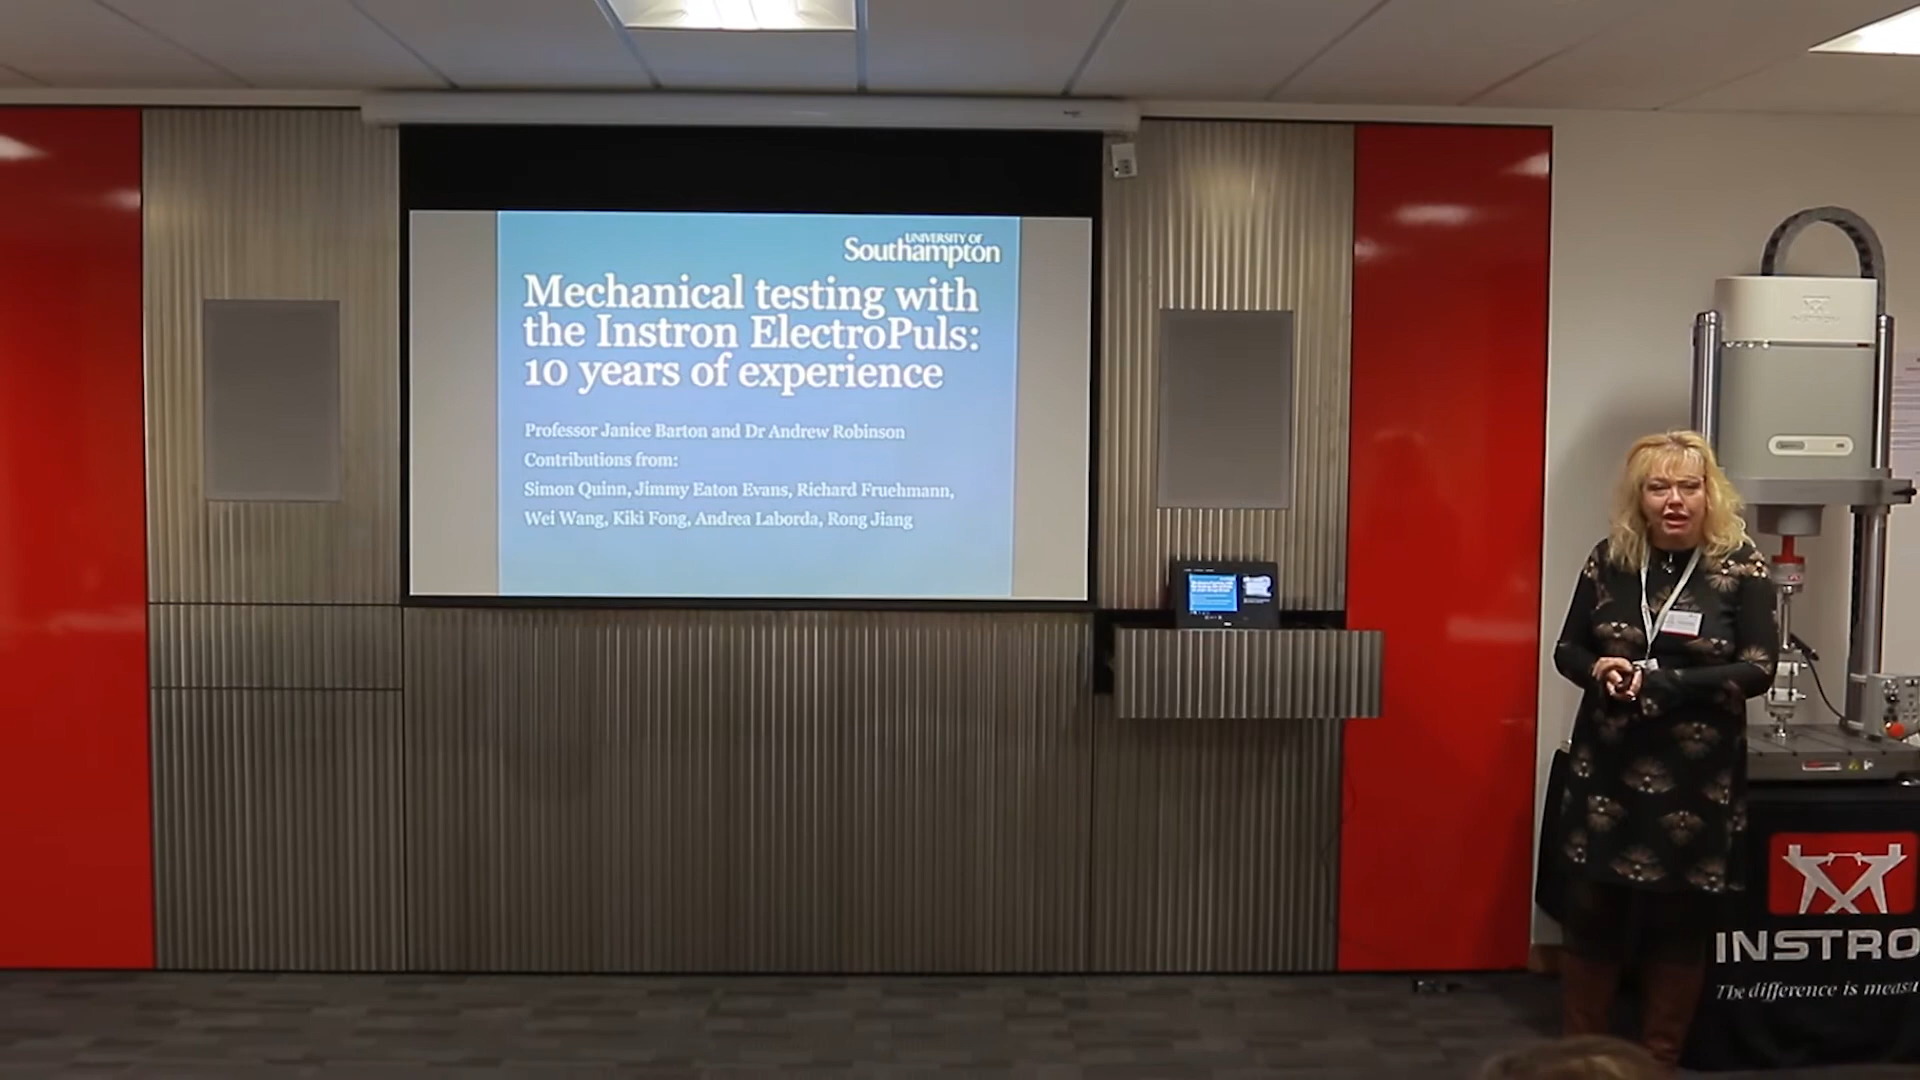 UNIVERSITY OF
Southampton
Mechanical testing with
the Instron ElectroPuls:
10 years of experience
Professor Janice Barton and Dr Andrew Robinson
Contributions from:
Simon Quinn, Jimmy Eaton Evans, Richard Fruehmann,
Wei Wang, Kiki Fong, Andrea Laborda, Rong Jiang
INSTRO
The difference is measu